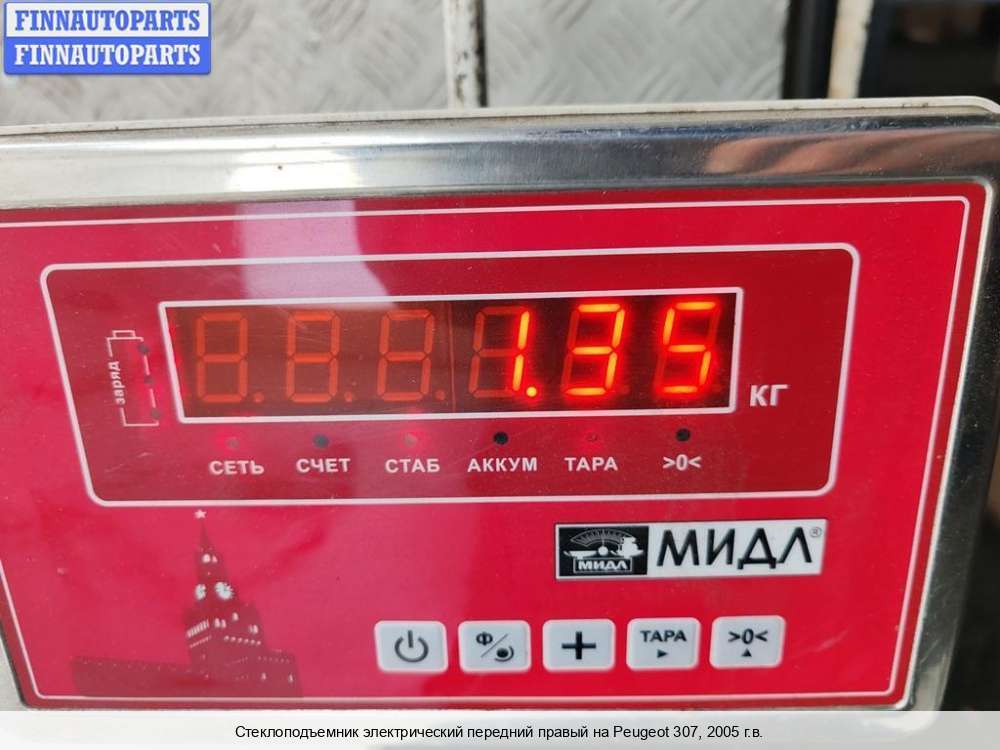 FINNAUTOPARTS
FINNAUTOPARTS
заряд
1.35
КГ
СЕТЬ СЧЕТ СТАБ АККУМ ТАРА >0<
МИДЛ МИДЛ®
Ф/ + ТАРА >0<
Стеклоподъемник электрический передний правый на Peugeot 307, 2005 г.в.